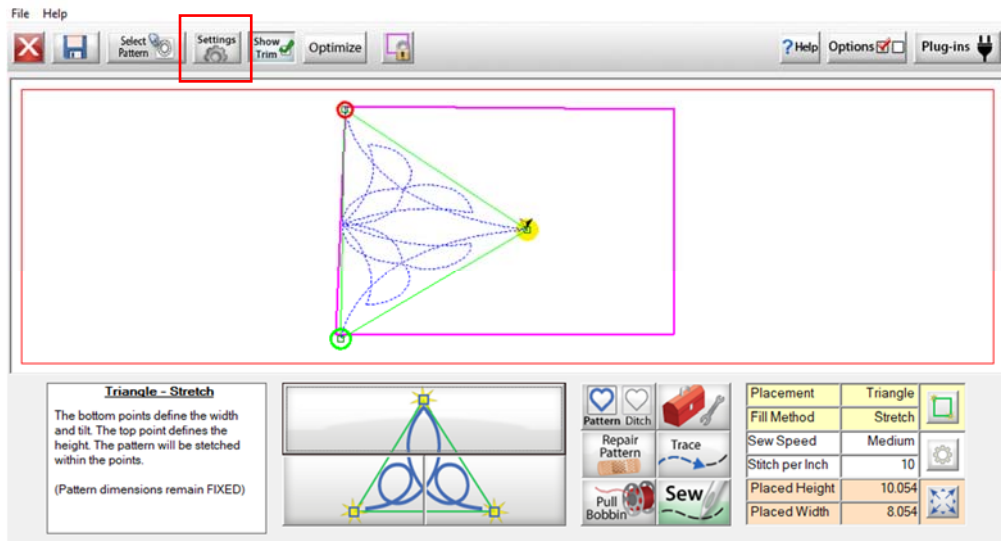 File Help
Select Pattern
Settings
Show Trim
Optimize
?Help
Options
Plug-ins
Triangle - Stretch
The bottom points define the width
and tilt. The top point defines the
height. The pattern will be stetched
within the points.
(Pattern dimensions remain FIXED)
Pattern Ditch
Repair
Pattern
Trace
Pull
Bobbin
Sew
Placement Triangle
Fill Method Stretch
Sew Speed Medium
Stitch per Inch 10
Placed Height 10.054
Placed Width 8.054